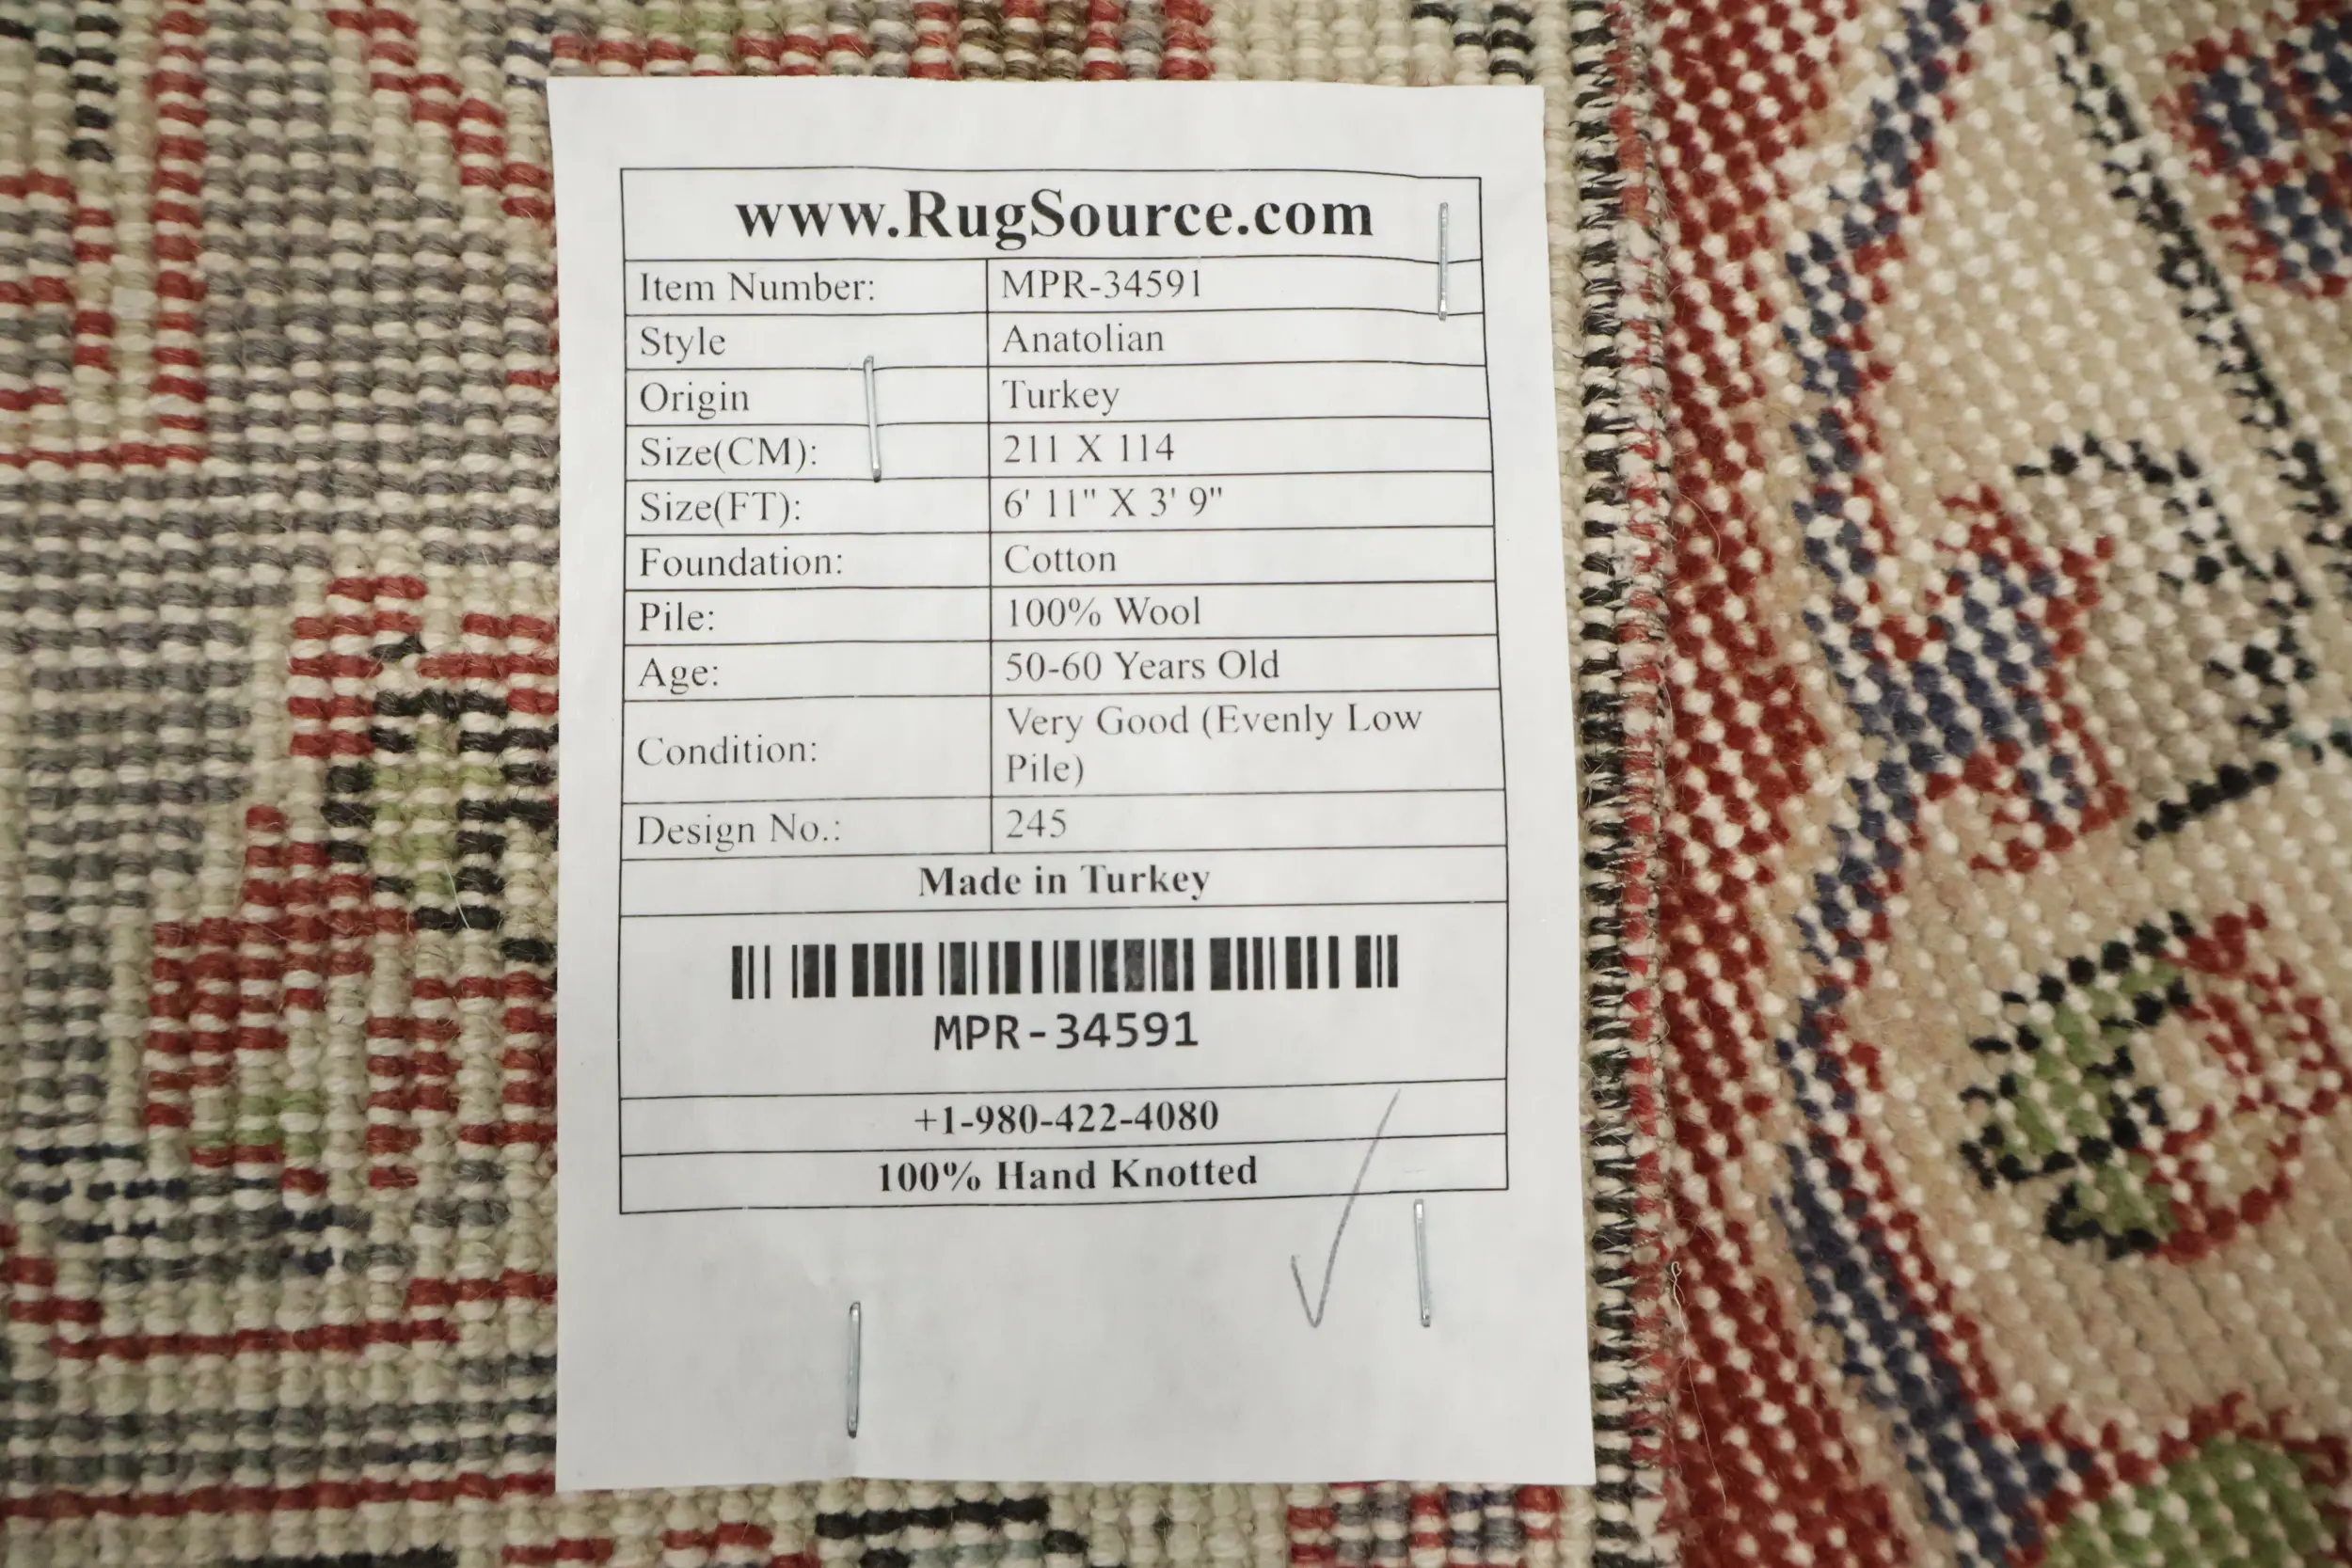 www.RugSource.com
Item Number: MPR-34591
Style Anatolian
Origin Turkey
Size(CM): 211 X 114
Size(FT): 6' 11" X 3' 9"
Foundation: Cotton
Pile: 100% Wool
Age: 50-60 Years Old
Condition: Very Good (Evenly Low
Pile)
Design No.: 245
Made in Turkey
MPR-34591
+1-980-422-4080
100% Hand Knotted